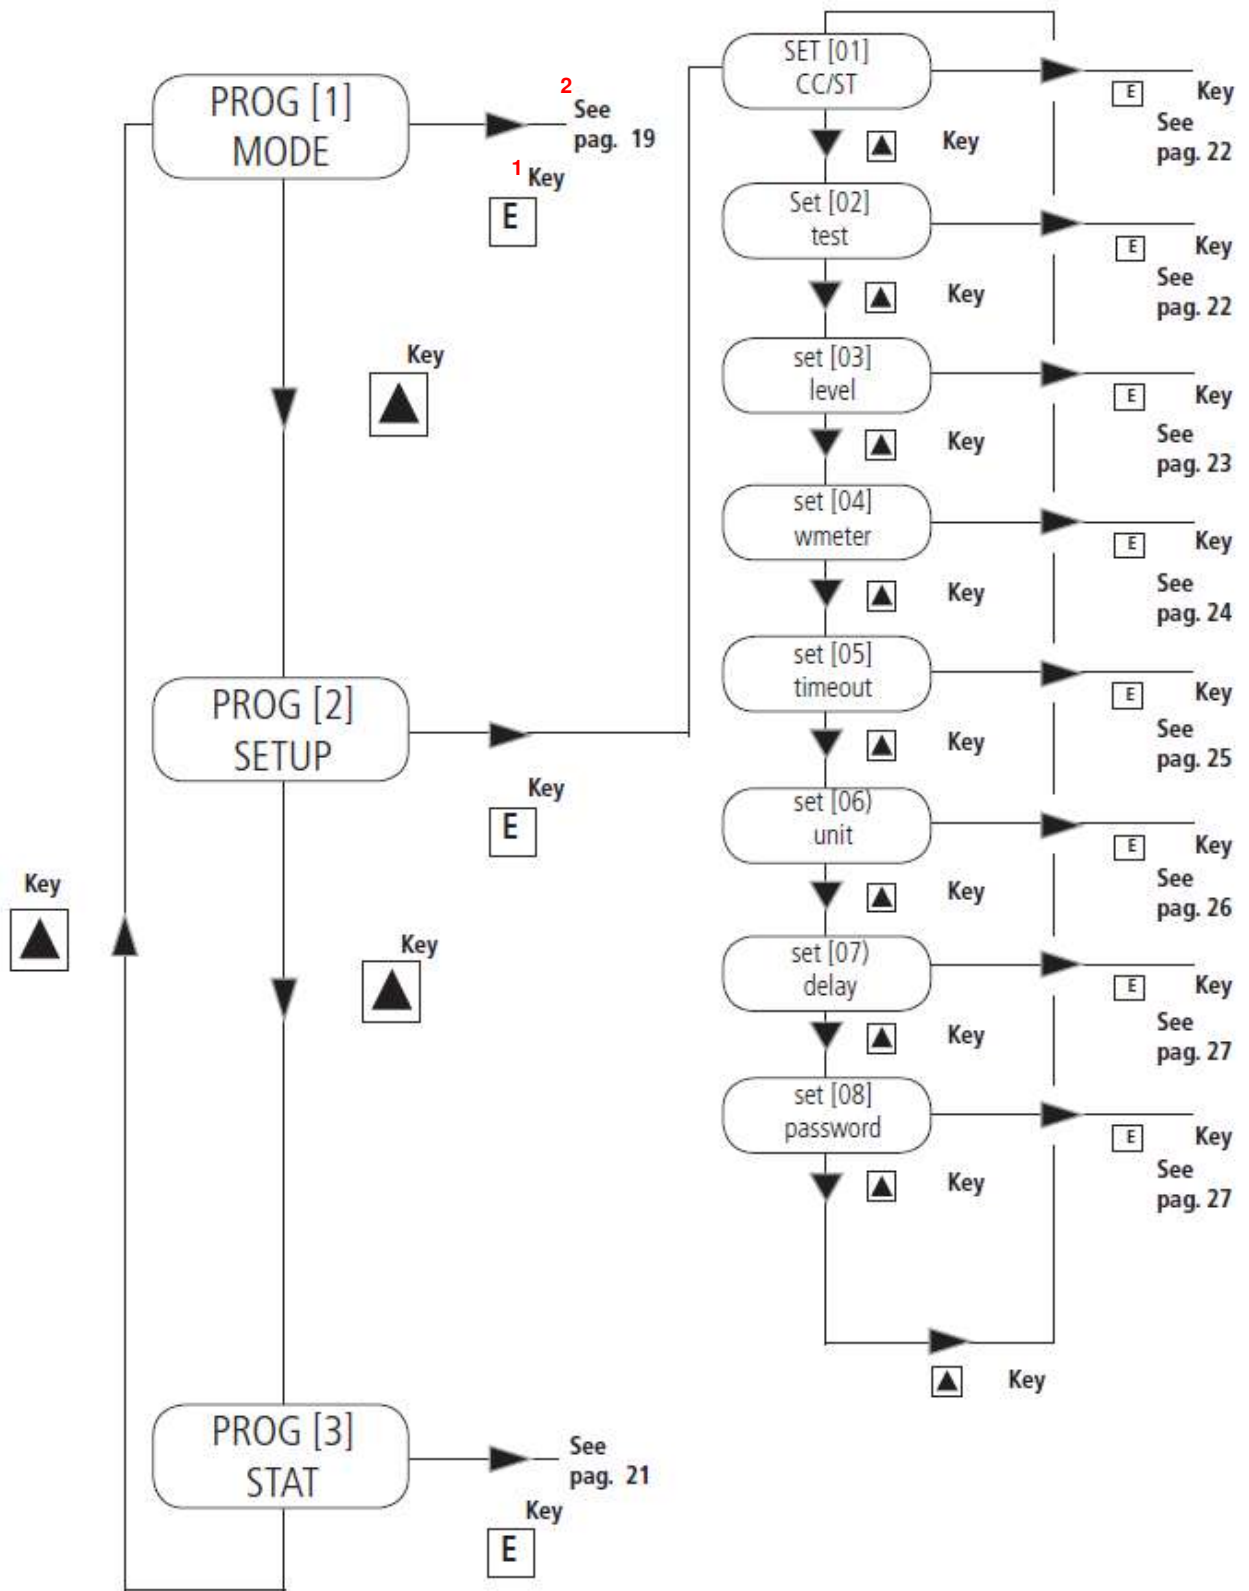 PROG [1]
MODE
2
See
pag. 19
1
Key
E
Key
PROG [2]
SETUP
Key
E
Key
Key
PROG [3]
STAT
See
pag. 21
Key
E
SET [01]
CC/ST
E Key
See
pag. 22
Key
Set [02]
test
E Key
See
pag. 22
Key
set [03]
level
E Key
See
pag. 23
Key
set [04]
wmeter
E Key
See
pag. 24
Key
set [05]
timeout
E Key
See
pag. 25
Key
set [06)
unit
E Key
See
pag. 26
Key
set [07)
delay
E Key
See
pag. 27
Key
set [08]
password
E Key
See
pag. 27
Key
Key